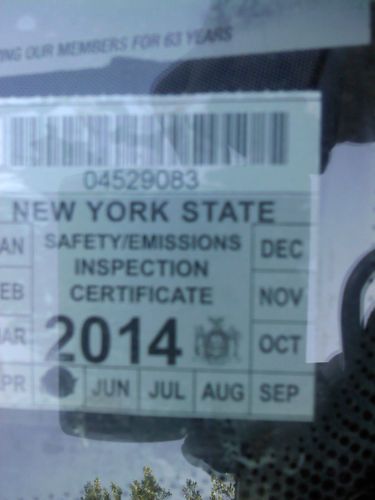 ING OUR MEMBERS FOR 63 YEARS
04529083
NEW YORK STATE
AN SAFETY/EMISSIONS DEC
INSPECTION
EB CERTIFICATE NOV
AR 2014 OCT
PR JUN JUL AUG SEP